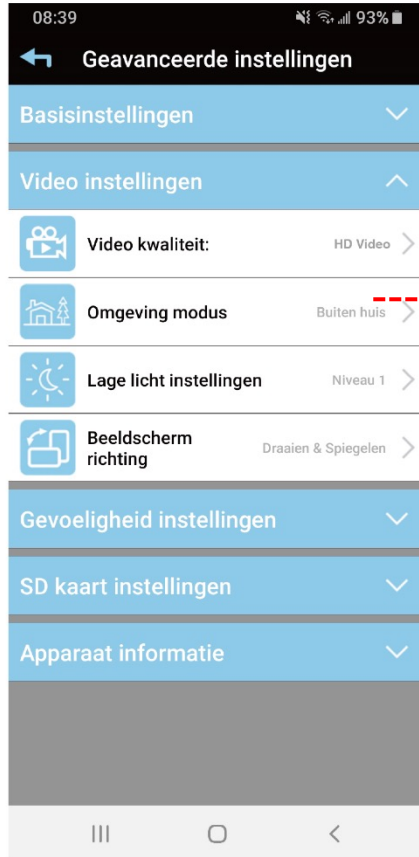 08:39 93%
Geavanceerde instellingen
Basisinstellingen
Video instellingen
Video kwaliteit: HD Video
Omgeving modus Buiten huis
Lage licht instellingen Niveau 1
Beeldscherm
richting Draaien & Spiegelen
Gevoeligheid instellingen
SD kaart instellingen
Apparaat informatie